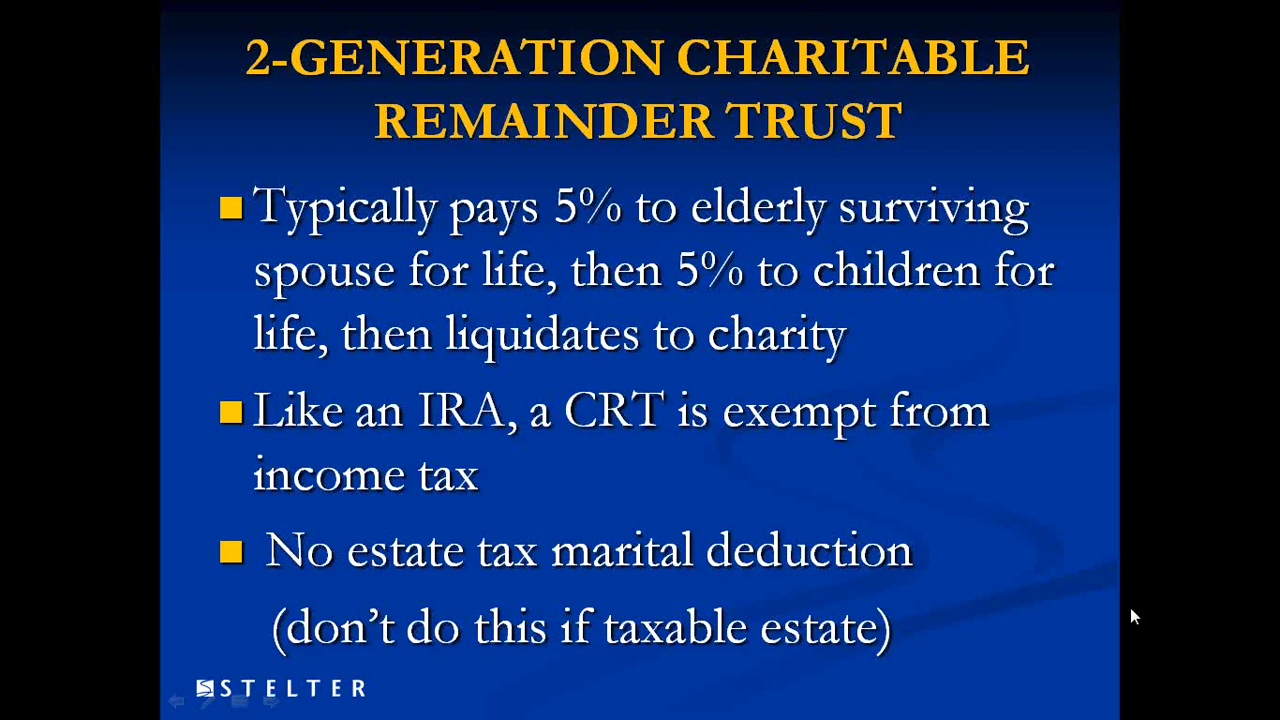 2-GENERATION CHARITABLE
REMAINDER TRUST
Typically pays 5% to elderly surviving
spouse for life, then 5% to children for
life, then liquidates to charity
Like an IRA, a CRT is exempt from
income tax
No estate tax marital deduction
(don't do this if taxable estate)
STELTER